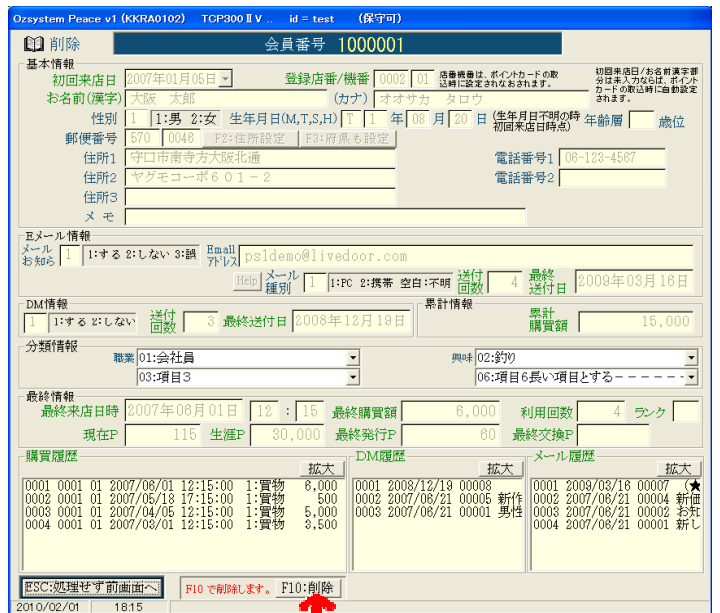 Ozsystem Peace v1 (KKRA0102) TCP300ⅡV .. id = test (保守可)
削除 会員番号 1000001
基本情報
初回来店日 2007年01月05日 登録店番/機番 0002 01 店番機番は、ポイントカードの取込時に設定なおされます。 初回来店日/お名前漢字部分は未入力ならば、ポイントカードの取込時に自動設定されます。
お名前(漢字) 大阪 太郎 (カナ) オオサカ タロウ
性別 1 1:男 2:女 生年月日(M,T,S,H) T 1 年 08 月 20 日 (生年月日不明の時 初回来店日時点) 年齢層 歳位
郵便番号 570 0046 F2:住所設定 F3:府県も設定
住所1 守口市南寺方大阪北通 電話番号1 06-123-4567
住所2 ヤグモコーポ601-2 電話番号2
住所3
メ モ
Eメール情報
メールお知ら 1 1:する 2:しない 3:誤 Emailアドレス psldemo@livedoor.com
Help メール種別 1 1:PC 2:携帯 空白:不明 送付回数 4 最終送付日 2009年03月16日
DM情報 累計情報
1 1:する 2:しない 送付回数 3 最終送付日 2008年12月19日 累計購買額 15,000
分類情報
職業 01:会社員 興味 02:釣り
03:項目3 06:項目6長い項目とする------
最終情報
最終来店日時 2007年06月01日 12 : 15 最終購買額 6,000 利用回数 4 ランク
現在P 115 生涯P 30,000 最終発行P 60 最終交換P
購買履歴 DM履歴 メール履歴
拡大 拡大 拡大
0001 0001 01 2007/06/01 12:15:00 1:買物 6,000 0001 2008/12/19 00008 0001 2009/03/16 00007 (★
0002 0001 01 2007/05/18 17:15:00 1:買物 500 0002 2007/06/21 00005 新作 0002 2007/06/21 00004 新価
0003 0001 01 2007/04/05 12:15:00 1:買物 5,000 0003 2007/06/21 00001 男性 0003 2007/06/21 00002 お知
0004 0001 01 2007/03/01 12:15:00 1:買物 3,500 0004 2007/06/21 00001 新し
ESC:処理せず前画面へ F10で削除します。 F10:削除
2010/02/01 18:15